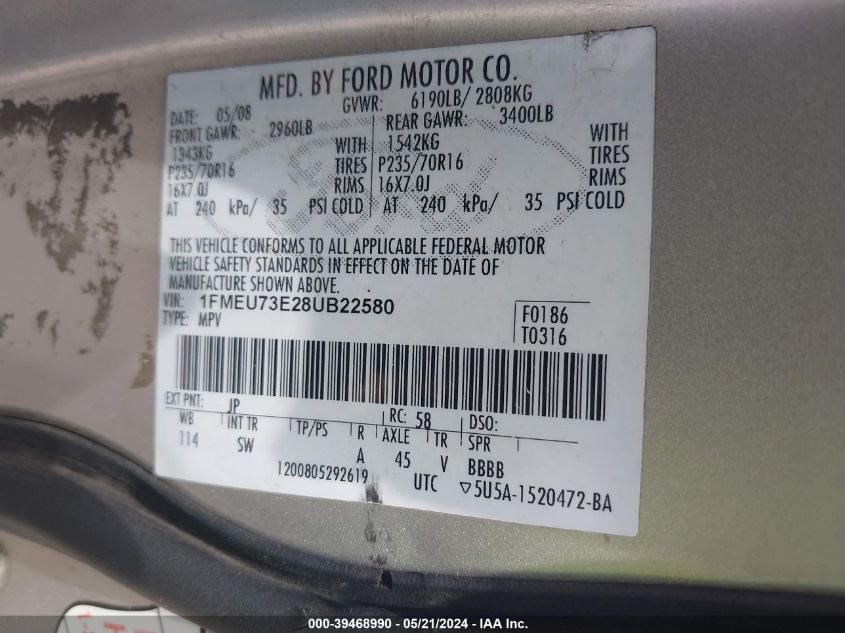 MFD. BY FORD MOTOR CO.
DATE: 05/08 GVWR: 6190LB/ 2808KG
FRONT GAWR: 2960LB REAR GAWR: 3400LB
1343KG WITH 1542KG WITH
P235/70R16 TIRES P235/70R16 TIRES
16X7.0J RIMS 16X7.0J RIMS
AT 240 kPa/ 35 PSI COLD AT 240 kPa/ 35 PSI COLD
THIS VEHICLE CONFORMS TO ALL APPLICABLE FEDERAL MOTOR
VEHICLE SAFETY STANDARDS IN EFFECT ON THE DATE OF
MANUFACTURE SHOWN ABOVE.
VIN: 1FMEU73E28UB22580 F0186
TYPE: MPV T0316
EXT PNT: JP RC: 58 DSO:
WB INT TR TP/PS R AXLE TR SPR
114 SW A 45 V BBBB
1200805292619 UTC ▽5U5A-1520472-BA
000-39468990 - 05/21/2024 - IAA Inc.